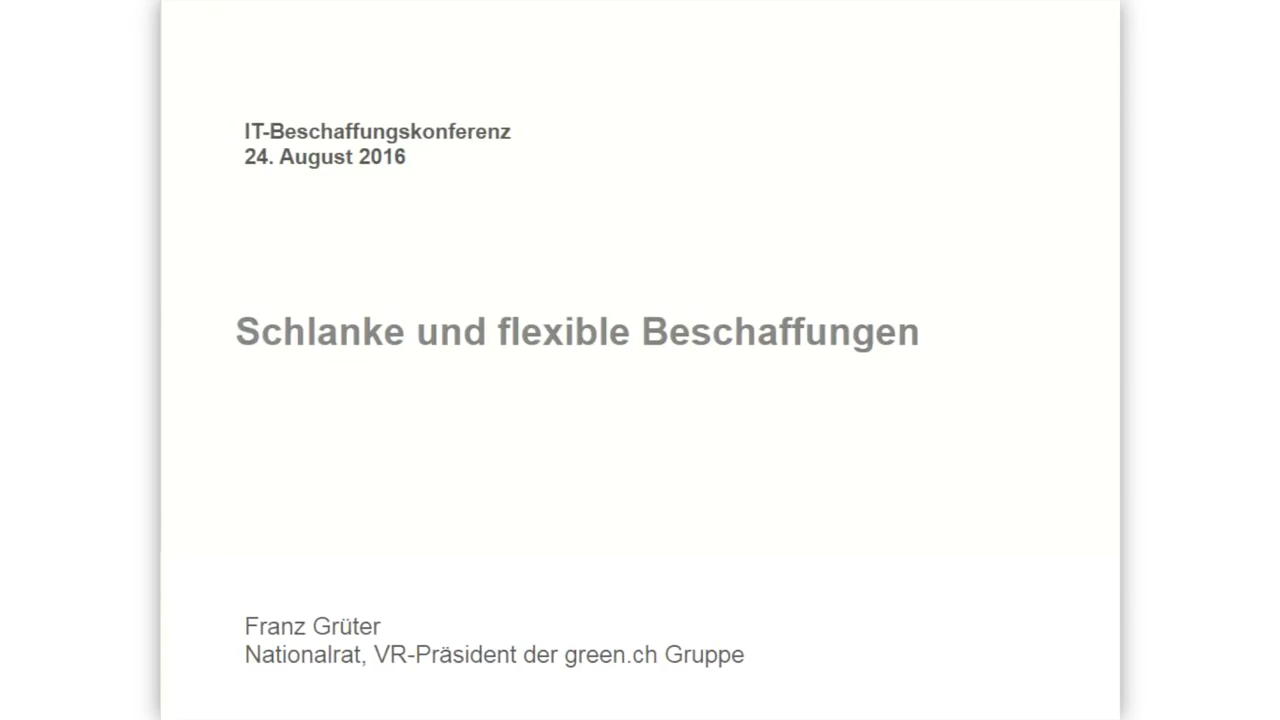 IT-Beschaffungskonferenz
24. August 2016
Schlanke und flexible Beschaffungen
Franz Grüter
Nationalrat, VR-Präsident der green.ch Gruppe